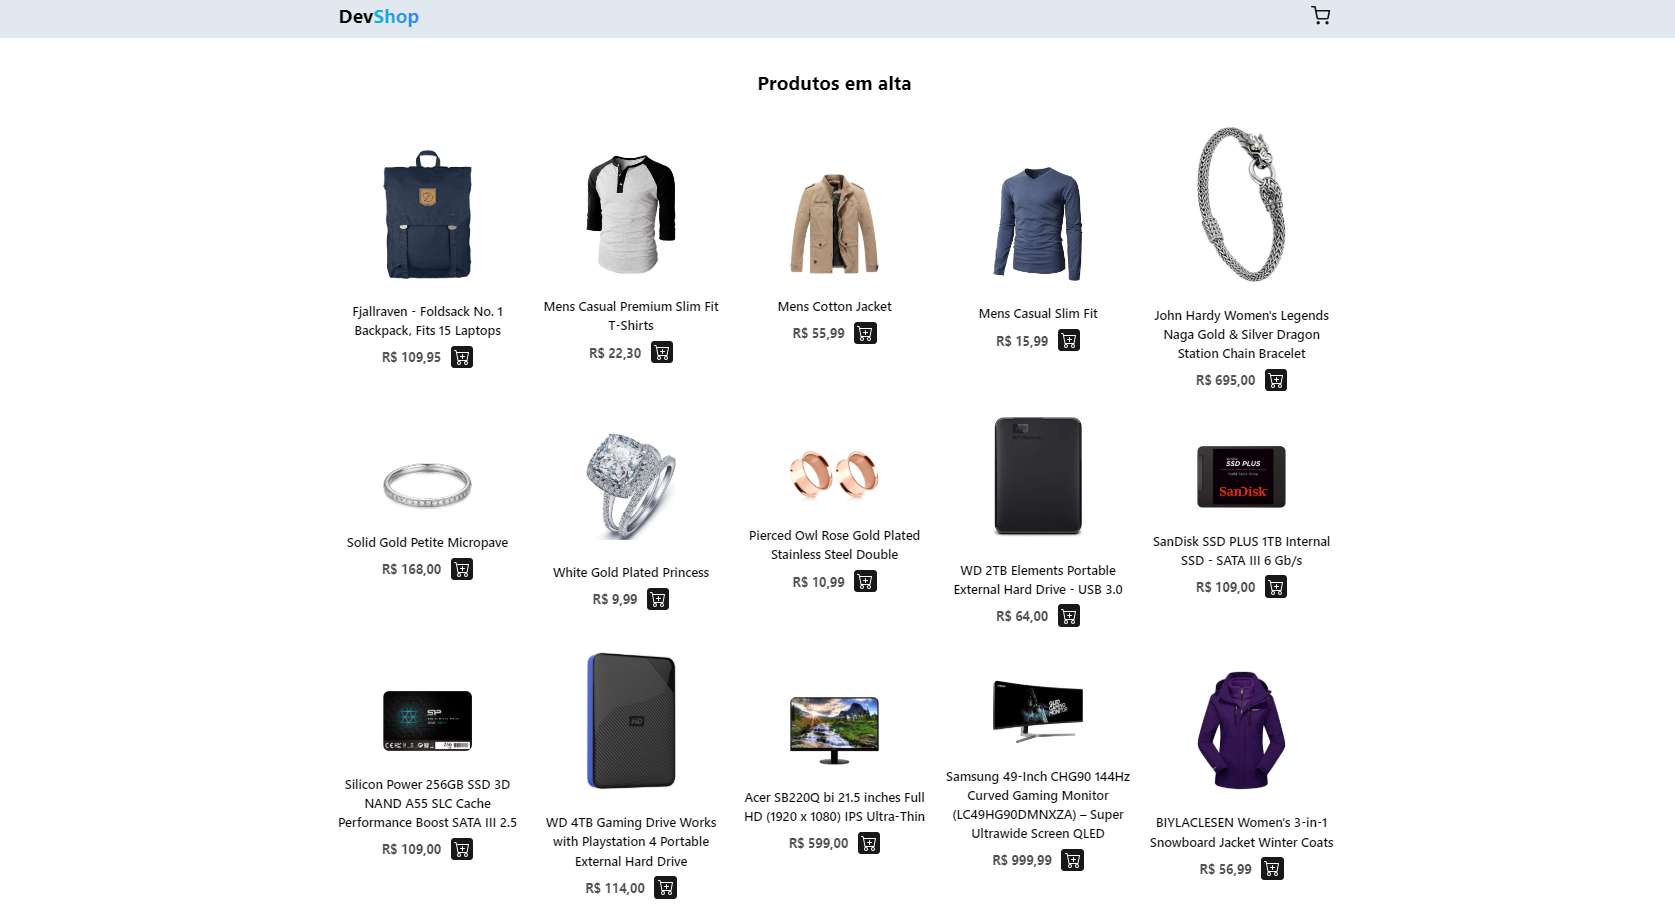 DevShop
Produtos em alta
Fjallraven - Foldsack No. 1
Backpack, Fits 15 Laptops
R$ 109,95
Mens Casual Premium Slim Fit
T-Shirts
R$ 22,30
Mens Cotton Jacket
R$ 55,99
Mens Casual Slim Fit
R$ 15,99
John Hardy Women's Legends
Naga Gold & Silver Dragon
Station Chain Bracelet
R$ 695,00
Solid Gold Petite Micropave
R$ 168,00
White Gold Plated Princess
R$ 9,99
Pierced Owl Rose Gold Plated
Stainless Steel Double
R$ 10,99
WD 2TB Elements Portable
External Hard Drive - USB 3.0
R$ 64,00
SSD PLUS
SanDisk
SanDisk SSD PLUS 1TB Internal
SSD - SATA III 6 Gb/s
R$ 109,00
SP
Silicon Power 256GB SSD 3D
NAND A55 SLC Cache
Performance Boost SATA III 2.5
R$ 109,00
WD
WD 4TB Gaming Drive Works
with Playstation 4 Portable
External Hard Drive
R$ 114,00
Acer SB220Q bi 21.5 inches Full
HD (1920 x 1080) IPS Ultra-Thin
R$ 599,00
QLED
GAMING
MONITOR
Samsung 49-Inch CHG90 144Hz
Curved Gaming Monitor
(LC49HG90DMNXZA) – Super
Ultrawide Screen QLED
R$ 999,99
BIYLACLESEN Women's 3-in-1
Snowboard Jacket Winter Coats
R$ 56,99